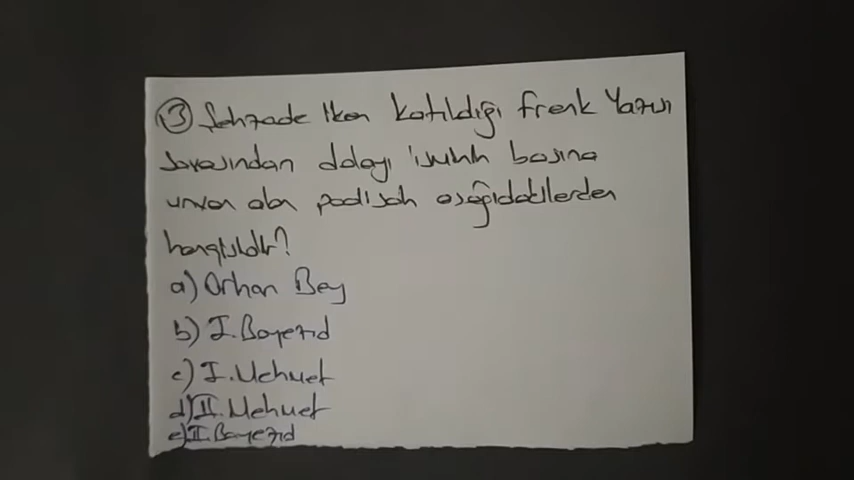 13 Şehzade iken katıldığı Frenk Yazısı
savaşından dolayı isminin başına
unvan alan padişah aşağıdakilerden
hangisidir?
a) Orhan Bey
b) I. Bayezid
c) I. Mehmet
d) II. Mehmet
e) II. Bayezid